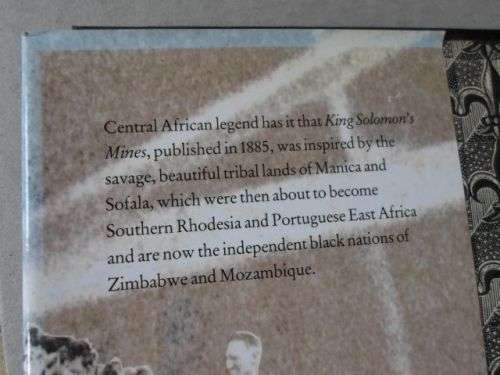 Central African legend has it that King Solomon's
Mines, published in 1885, was inspired by the
savage, beautiful tribal lands of Manica and
Sofala, which were then about to become
Southern Rhodesia and Portuguese East Africa
and are now the independent black nations of
Zimbabwe and Mozambique.